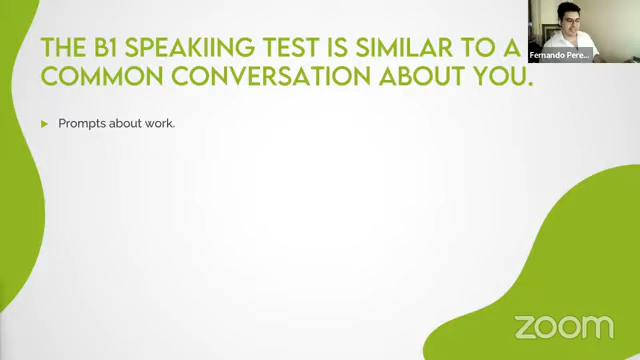 THE B1 SPEAKIING TEST IS SIMILAR TO A
COMMON CONVERSATION ABOUT YOU.
Prompts about work.
Fernando Pere...
zoom